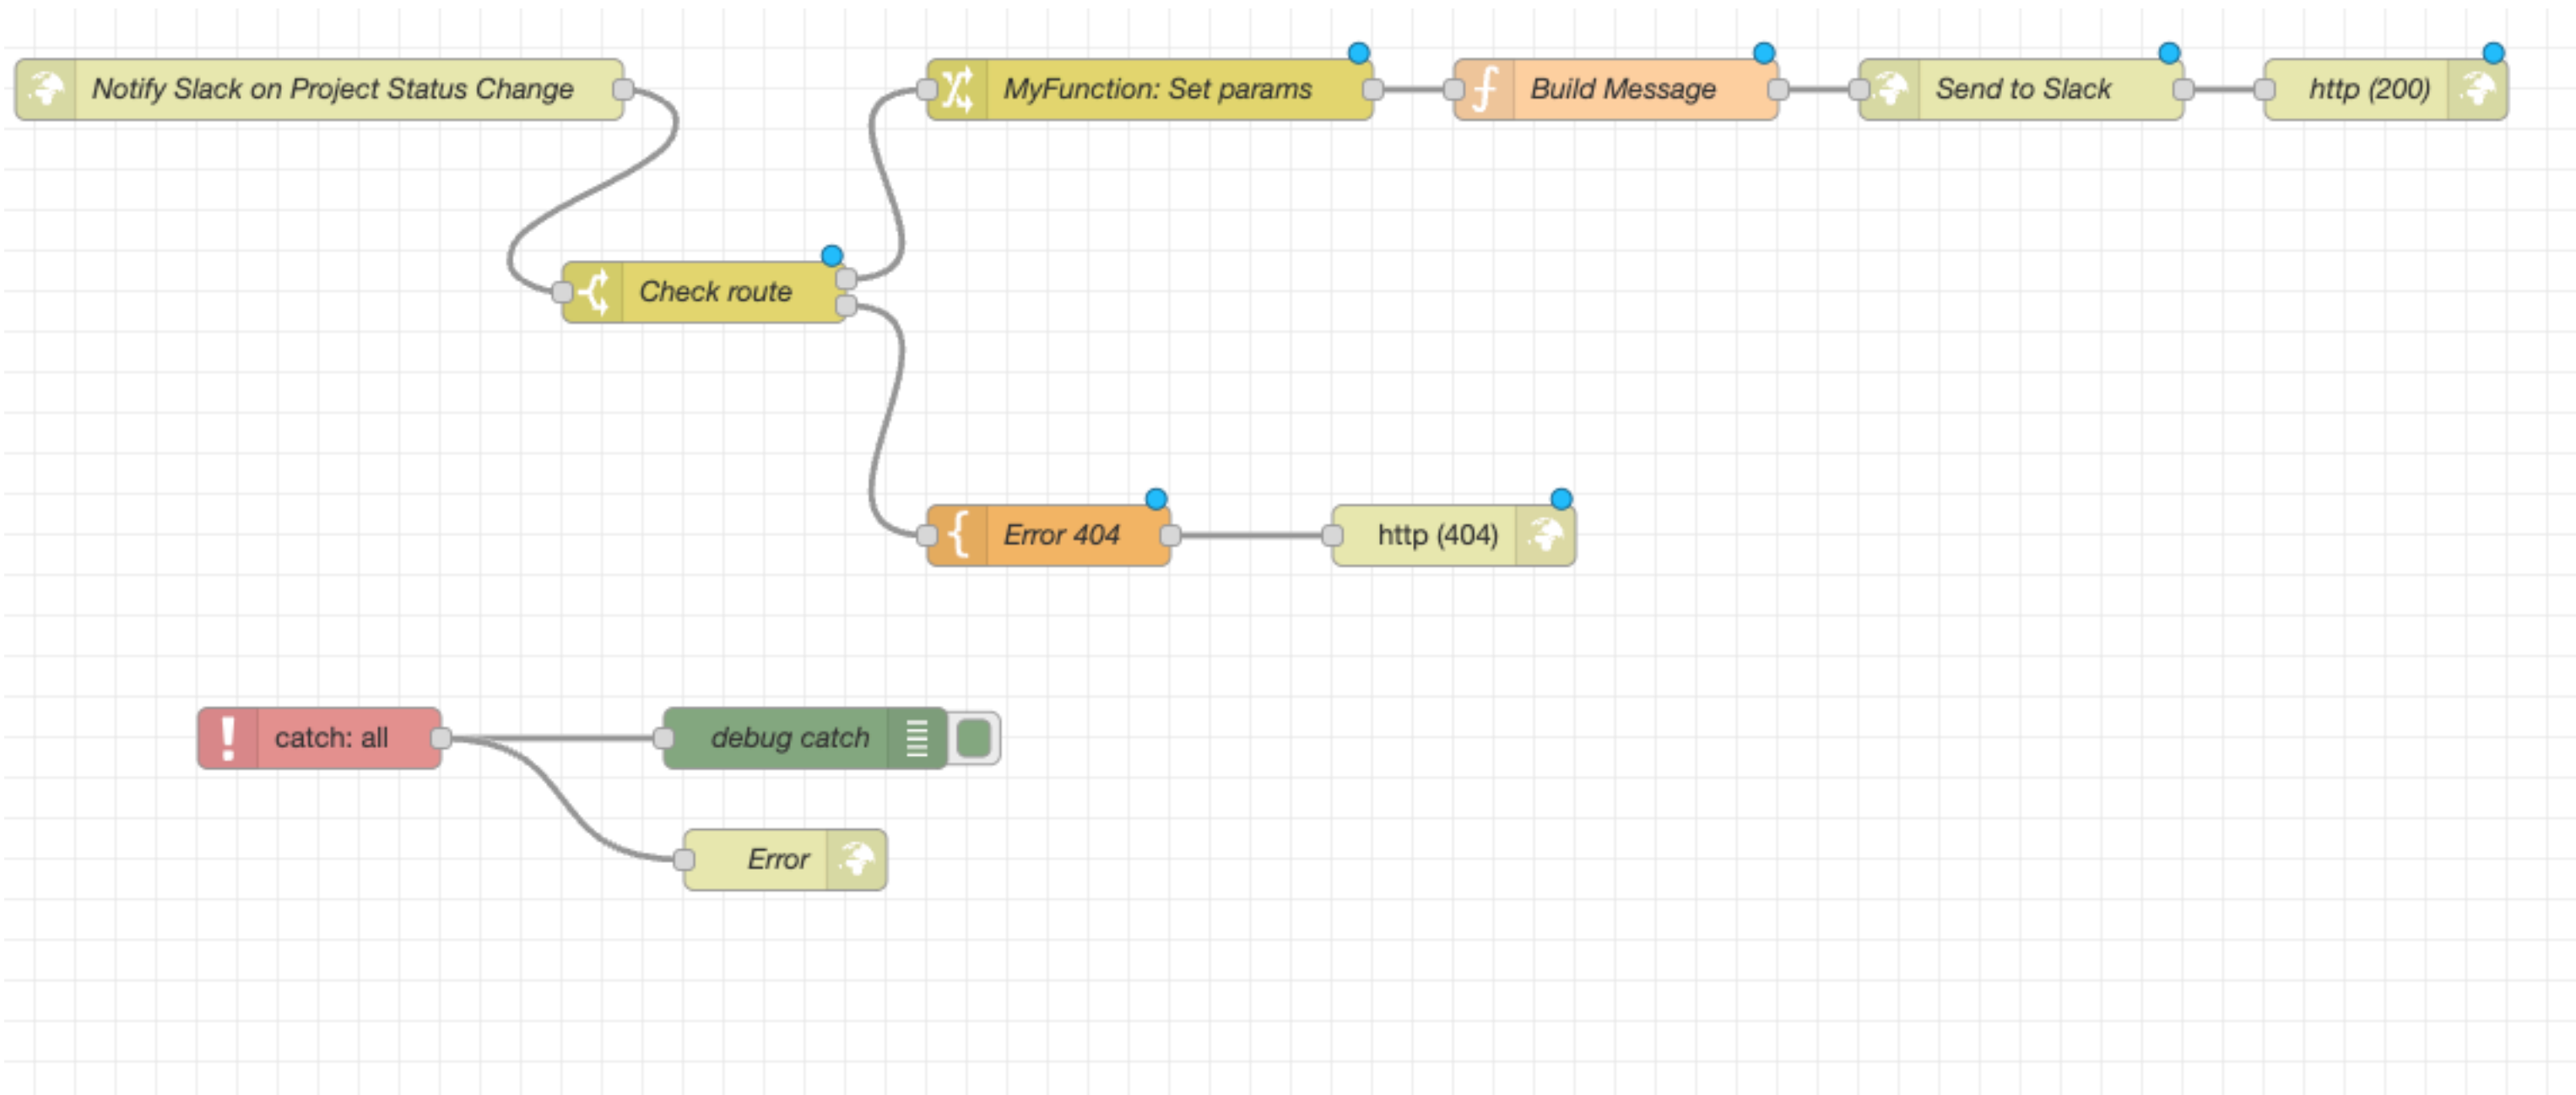 Notify Slack on Project Status Change
MyFunction: Set params
Build Message
Send to Slack
http (200)
Check route
Error 404
http (404)
catch: all
debug catch
Error